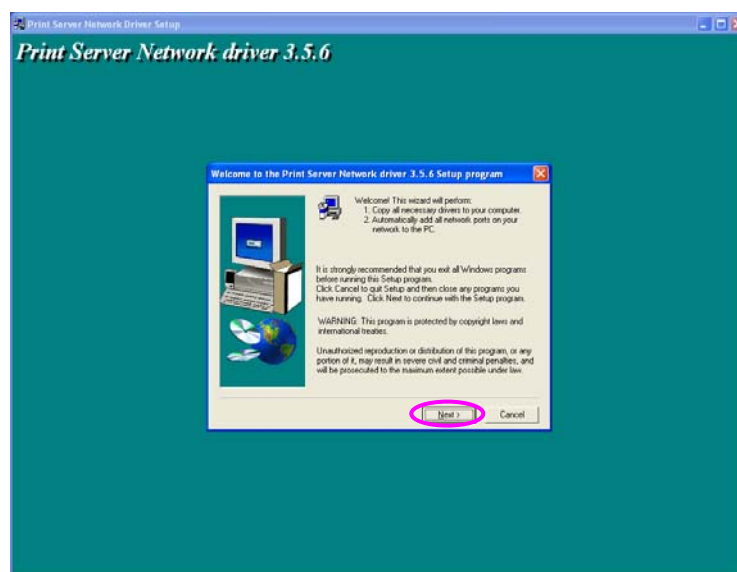 Print Server Network Driver Setup
Print Server Network driver 3.5.6
Welcome to the Print Server Network driver 3.5.6 Setup program
Welcome! This wizard will perform:
1. Copy all necessary drivers to your computer.
2. Automatically add all network ports on your
network to the PC.
It is strongly recommended that you exit all Windows programs
before running this Setup program.
Click Cancel to quit Setup and then close any programs you
have running. Click Next to continue with the Setup program.
WARNING: This program is protected by copyright laws and
international treaties.
Unauthorized reproduction or distribution of this program, or any
portion of it, may result in severe civil and criminal penalties, and
will be prosecuted to the maximum extent possible under law.
Next >
Cancel